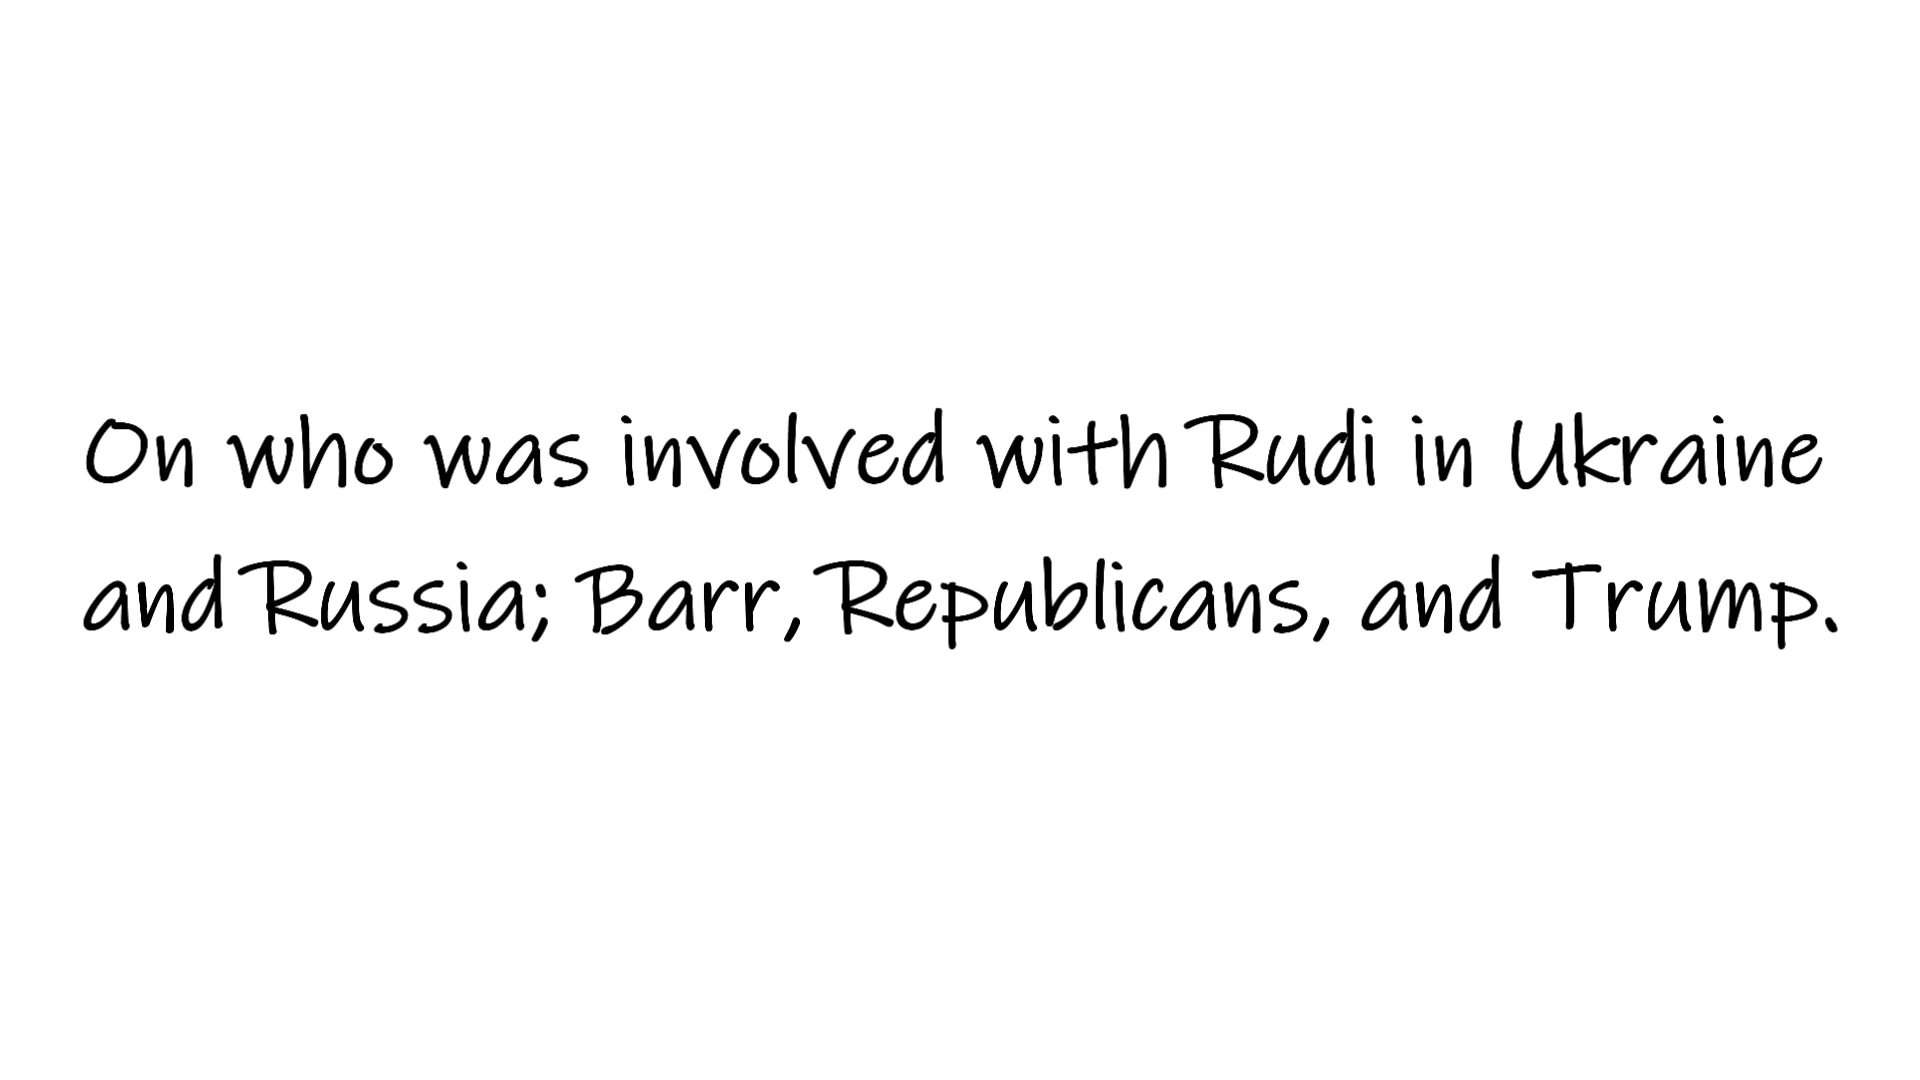 On who was involved with Rudi in Ukraine
and Russia; Barr, Republicans, and Trump.